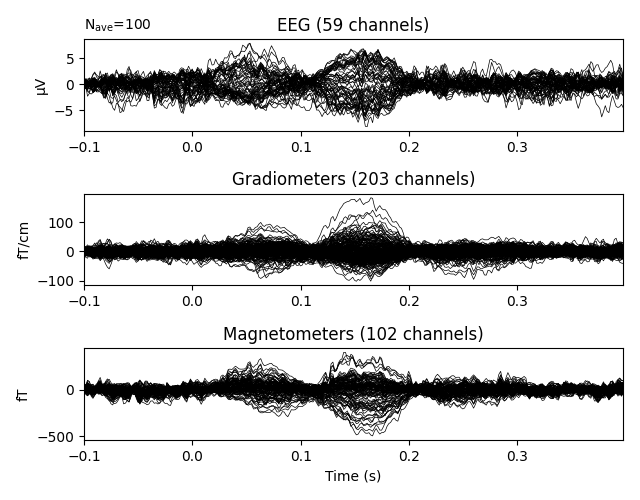 N_ave=100
EEG (59 channels)
µV
5
0
−5
−0.1 0.0 0.1 0.2 0.3
Gradiometers (203 channels)
fT/cm
100
0
−100
−0.1 0.0 0.1 0.2 0.3
Magnetometers (102 channels)
fT
0
−500
−0.1 0.0 0.1 0.2 0.3
Time (s)